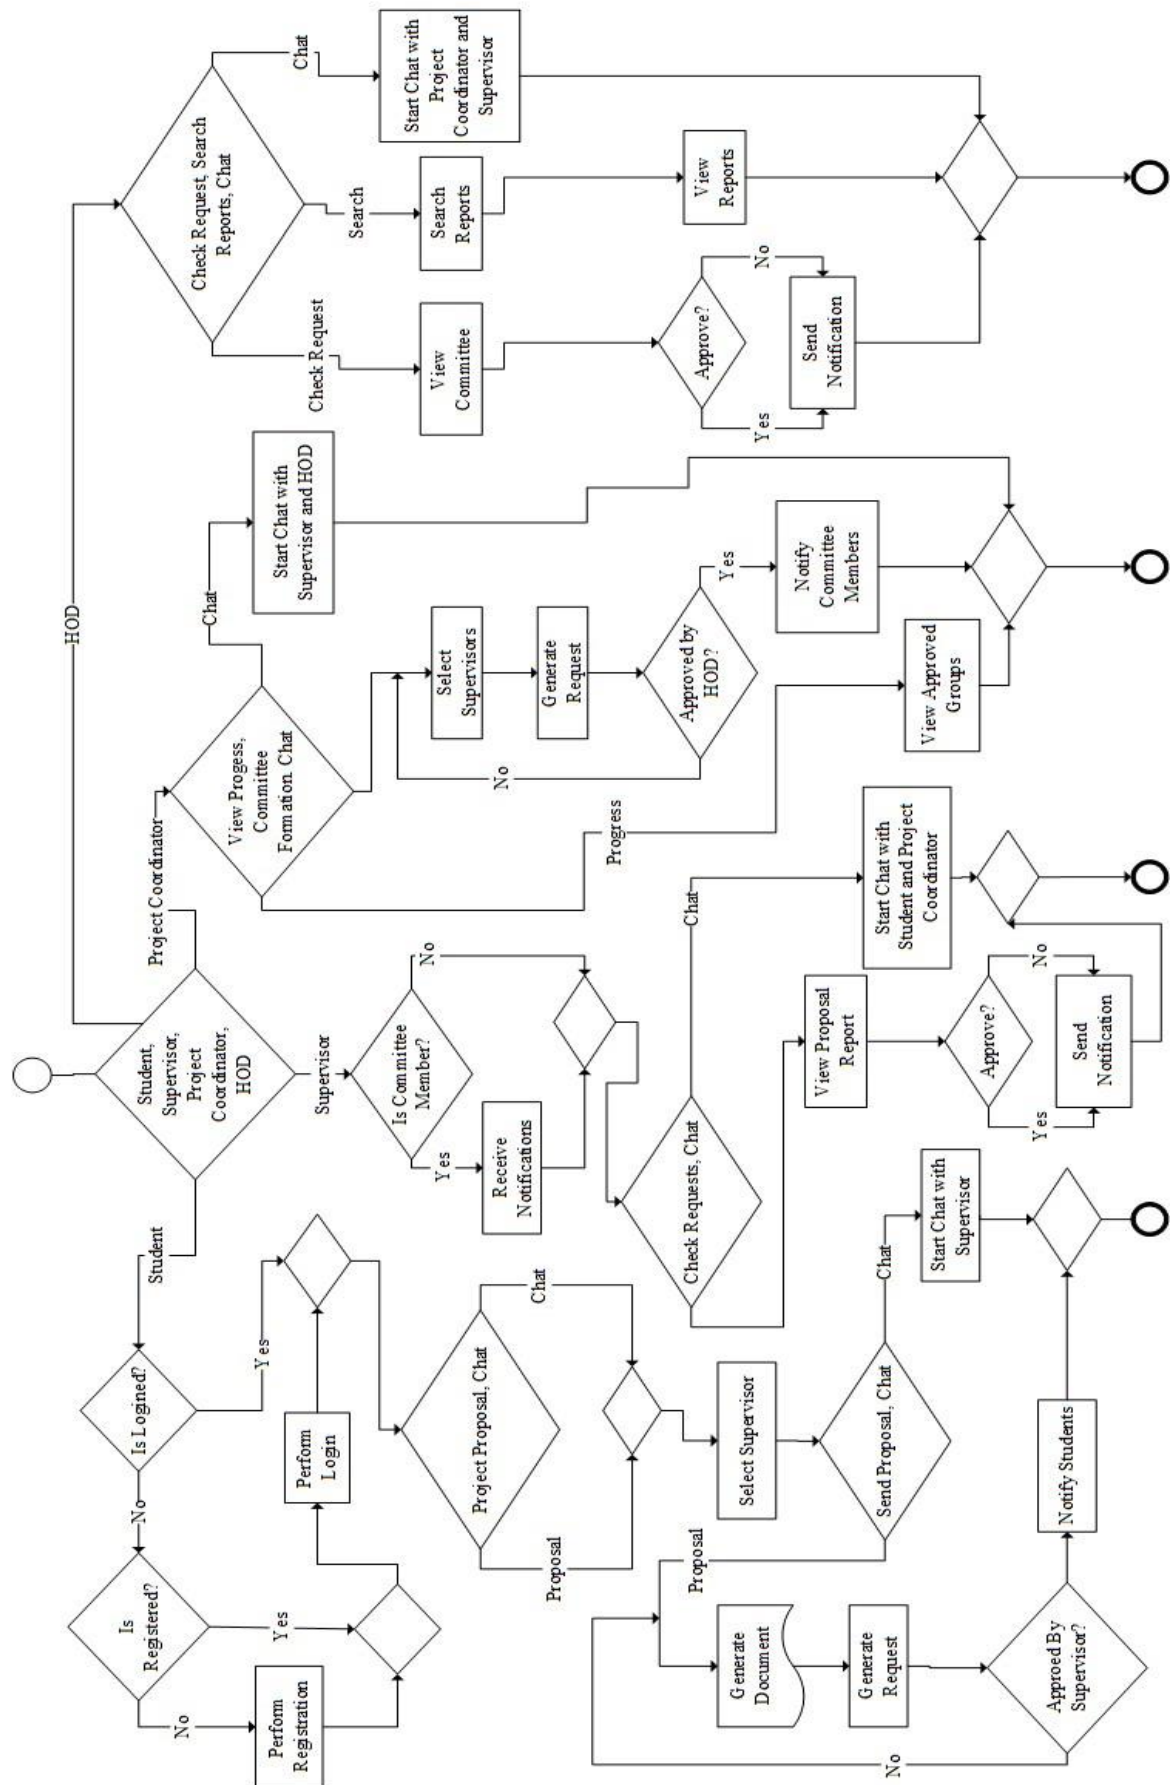 HOD
Student,
Supervisor,
Project
Coordinator,
HOD
Student
Supervisor
Project Coordinator
Is Logined?
Yes
No
Is
Registered?
Yes
No
Perform
Registration
Perform
Login
Project Proposal, Chat
Chat
Proposal
Select Supervisor
Send Proposal, Chat
Chat
Proposal
Start Chat with
Supervisor
Generate
Document
Generate
Request
Approed By
Supervisor?
No
Notify Students
Is Committee
Member?
Yes
No
Receive
Notifications
Check Requests, Chat
Chat
View Proposal
Report
Approve?
Yes
No
Send
Notification
Start Chat with
Student and Project
Coordinator
View Progess,
Committee
Formation. Chat
Chat
Start Chat with
Supervisor and HOD
Select
Supervisors
Generate
Request
Approved by
HOD?
No
Yes
Notify
Committee
Members
Progress
View Approved
Groups
Check Request, Search
Reports, Chat
Check Request
Search
Chat
View
Committee
Approve?
Yes
No
Send
Notification
Search
Reports
View
Reports
Start Chat with
Project
Coordinator and
Supervisor